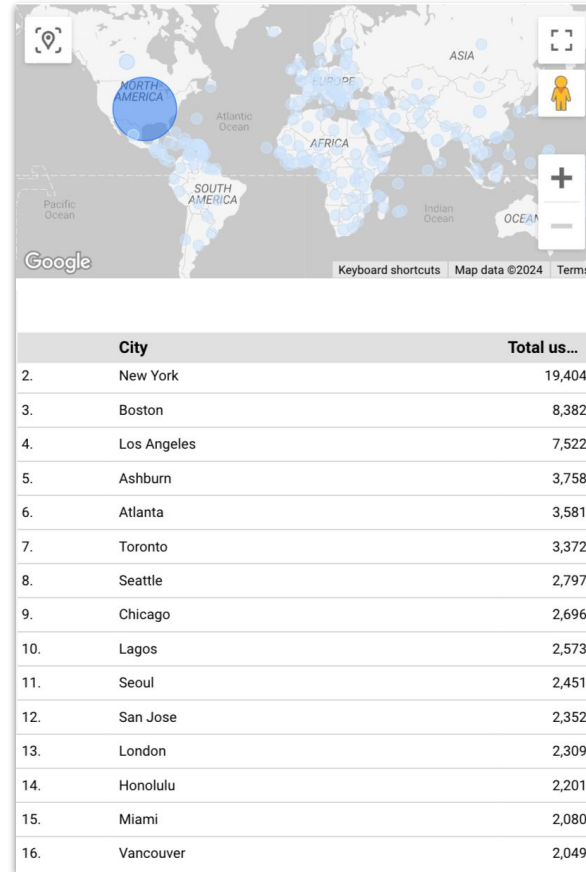 ASIA
EUROPE
NORTH
AMERICA
Atlantic
Ocean
AFRICA
SOUTH
AMERICA
Pacific
Ocean
Indian
Ocean
OCEAN
Google
Keyboard shortcuts Map data ©2024 Terms
City Total us...
2. New York 19,404
3. Boston 8,382
4. Los Angeles 7,522
5. Ashburn 3,758
6. Atlanta 3,581
7. Toronto 3,372
8. Seattle 2,797
9. Chicago 2,696
10. Lagos 2,573
11. Seoul 2,451
12. San Jose 2,352
13. London 2,309
14. Honolulu 2,201
15. Miami 2,080
16. Vancouver 2,049